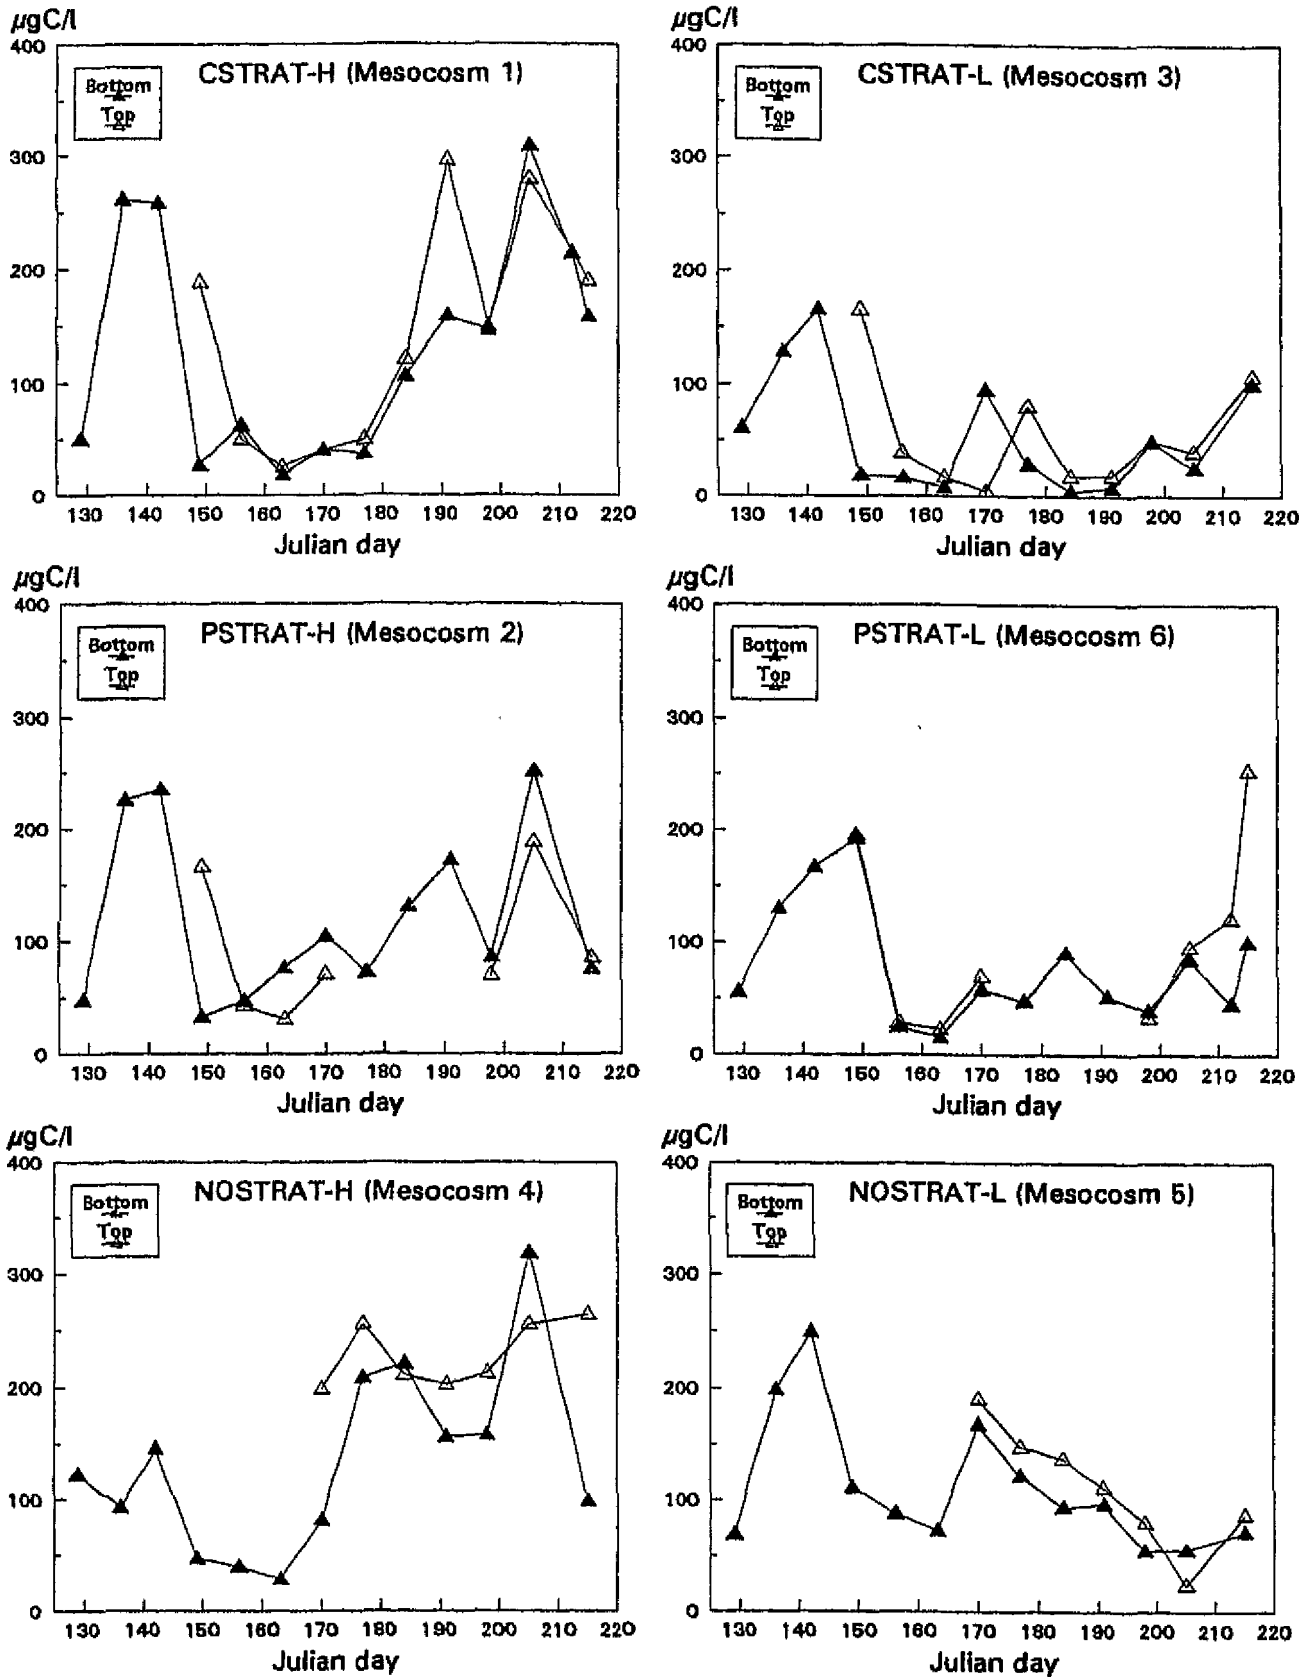 µgC/l
400
300
200
100
0
CSTRAT-H (Mesocosm 1)
Bottom
Top
130 140 150 160 170 180 190 200 210 220
Julian day
µgC/l
400
300
200
100
0
CSTRAT-L (Mesocosm 3)
Bottom
Top
130 140 150 160 170 180 190 200 210 220
Julian day
µgC/l
400
300
200
100
0
PSTRAT-H (Mesocosm 2)
Bottom
Top
130 140 150 160 170 180 190 200 210 220
Julian day
µgC/l
400
300
200
100
0
PSTRAT-L (Mesocosm 6)
Bottom
Top
130 140 150 160 170 180 190 200 210 220
Julian day
µgC/l
400
300
200
100
0
NOSTRAT-H (Mesocosm 4)
Bottom
Top
130 140 150 160 170 180 190 200 210 220
Julian day
µgC/l
400
300
200
100
0
NOSTRAT-L (Mesocosm 5)
Bottom
Top
130 140 150 160 170 180 190 200 210 220
Julian day